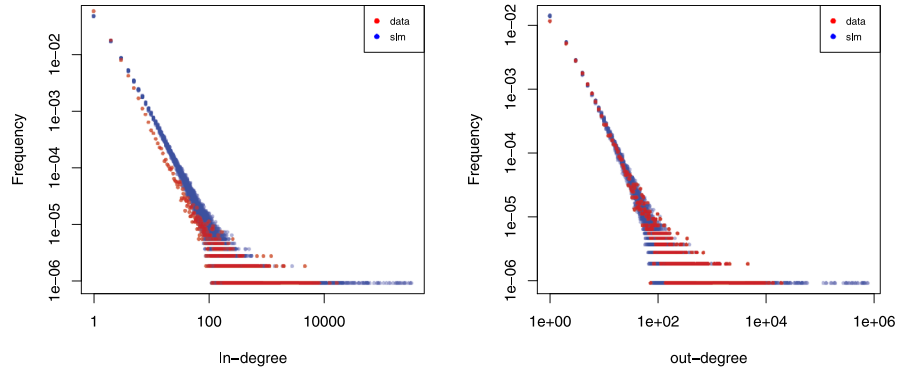 data
slm
Frequency
1e-02
1e-03
1e-04
1e-05
1e-06
1
100
10000
In-degree
data
slm
Frequency
1e-02
1e-03
1e-04
1e-05
1e-06
1e+00
1e+02
1e+04
1e+06
out-degree